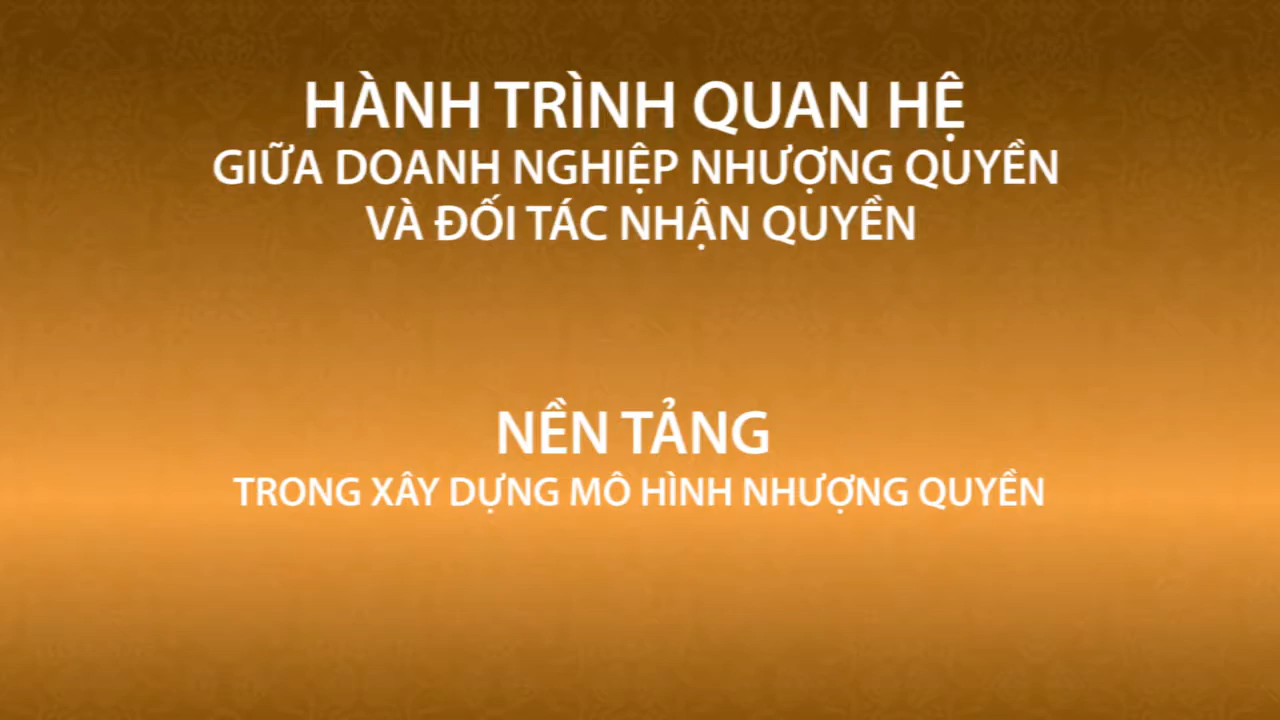 HÀNH TRÌNH QUAN HỆ
GIỮA DOANH NGHIỆP NHƯỢNG QUYỀN
VÀ ĐỐI TÁC NHẬN QUYỀN
NỀN TẢNG
TRONG XÂY DỰNG MÔ HÌNH NHƯỢNG QUYỀN